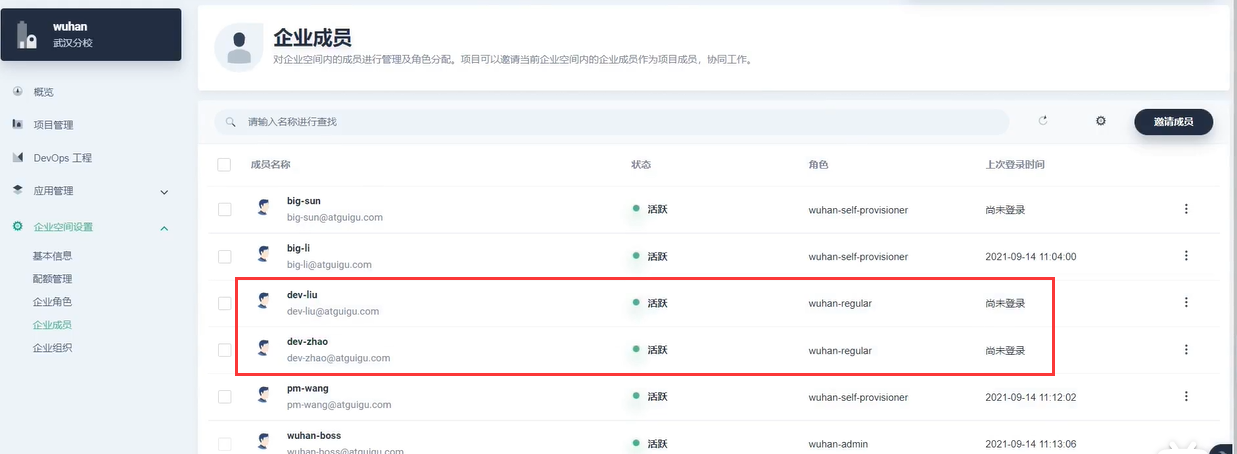 wuhan
武汉分校
概览
项目管理
DevOps 工程
应用管理
企业空间设置
基本信息
配额管理
企业角色
企业成员
企业组织
企业成员
对企业空间内的成员进行管理及角色分配。项目可以邀请当前企业空间内的企业成员作为项目成员，协同工作。
请输入名称进行查找
邀请成员
成员名称 状态 角色 上次登录时间
big-sun
big-sun@atguigu.com 活跃 wuhan-self-provisioner 尚未登录
big-li
big-li@atguigu.com 活跃 wuhan-self-provisioner 2021-09-14 11:04:00
dev-liu
dev-liu@atguigu.com 活跃 wuhan-regular 尚未登录
dev-zhao
dev-zhao@atguigu.com 活跃 wuhan-regular 尚未登录
pm-wang
pm-wang@atguigu.com 活跃 wuhan-self-provisioner 2021-09-14 11:12:02
wuhan-boss
wuhan-boss@atguigu.com 活跃 wuhan-admin 2021-09-14 11:13:06